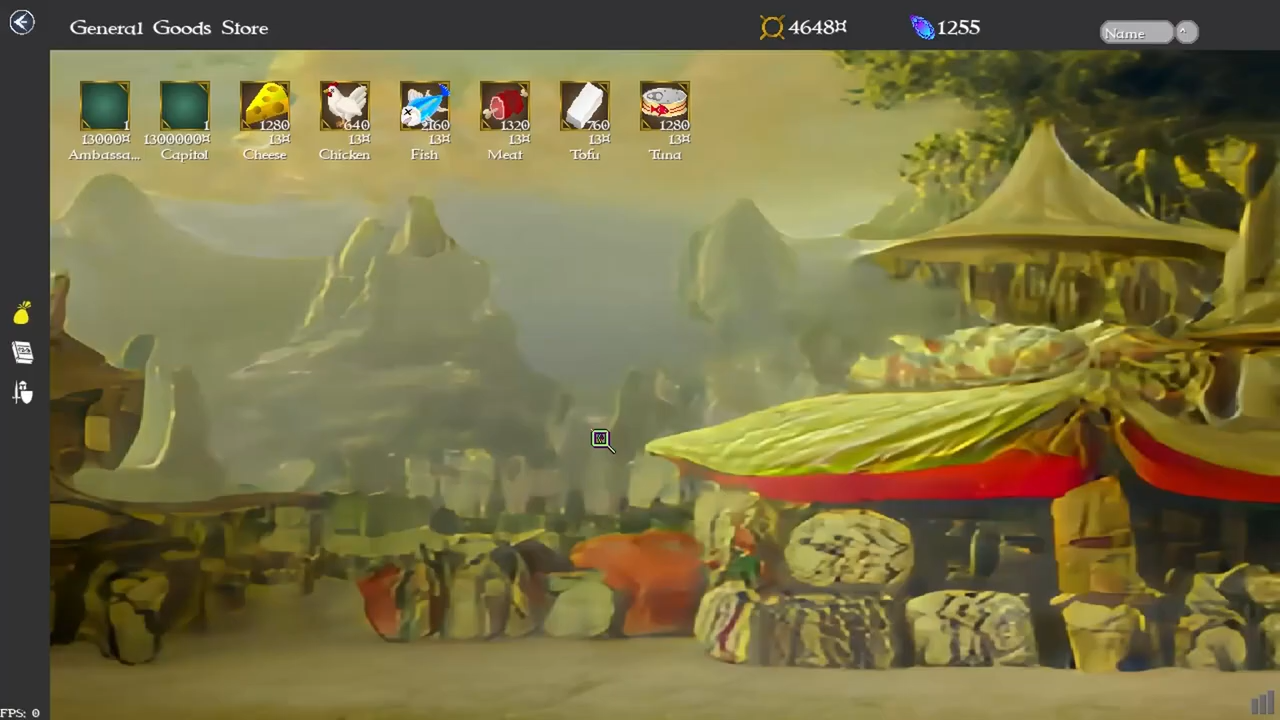 General Goods Store
4648¤
1255
Name
^
1 1 1280 640 2160 1320 760 1280
13000¤ 1300000¤ 13¤ 13¤ 13¤ 13¤ 13¤ 13¤
Ambassa... Capitol Cheese Chicken Fish Meat Tofu Tuna
FPS: 0